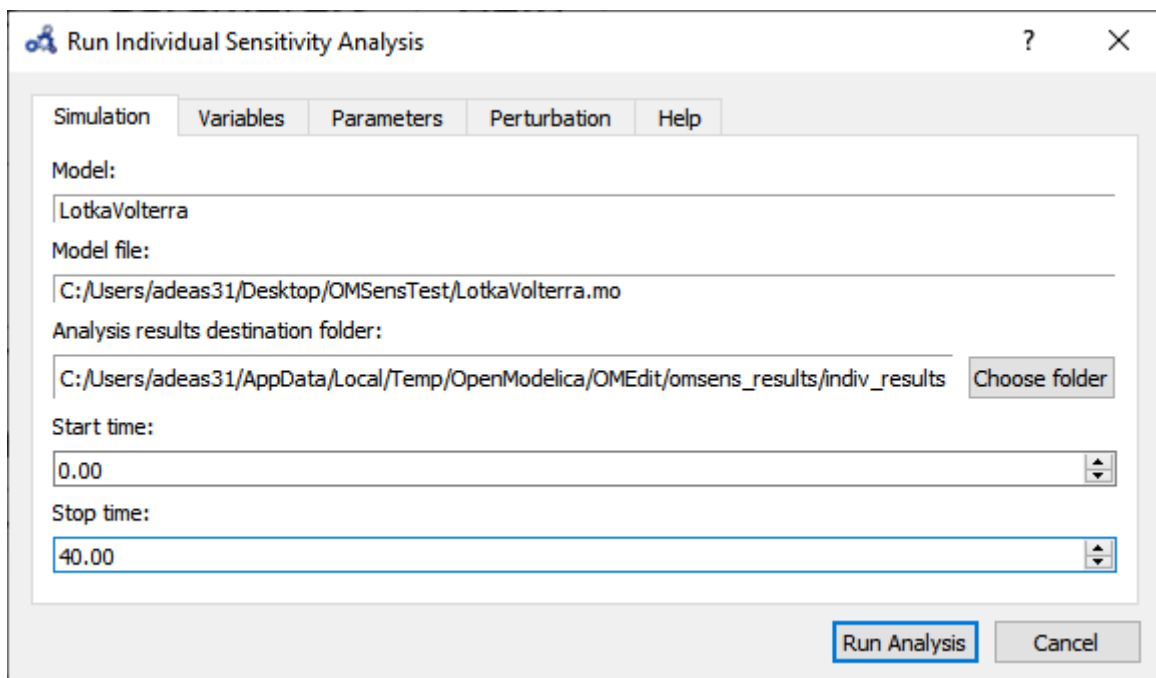 Run Individual Sensitivity Analysis ? ×
Simulation Variables Parameters Perturbation Help
Model:
LotkaVolterra
Model file:
C:/Users/adeas31/Desktop/OMSensTest/LotkaVolterra.mo
Analysis results destination folder:
C:/Users/adeas31/AppData/Local/Temp/OpenModelica/OMEdit/omsens_results/indiv_results Choose folder
Start time:
0.00
Stop time:
40.00
Run Analysis Cancel